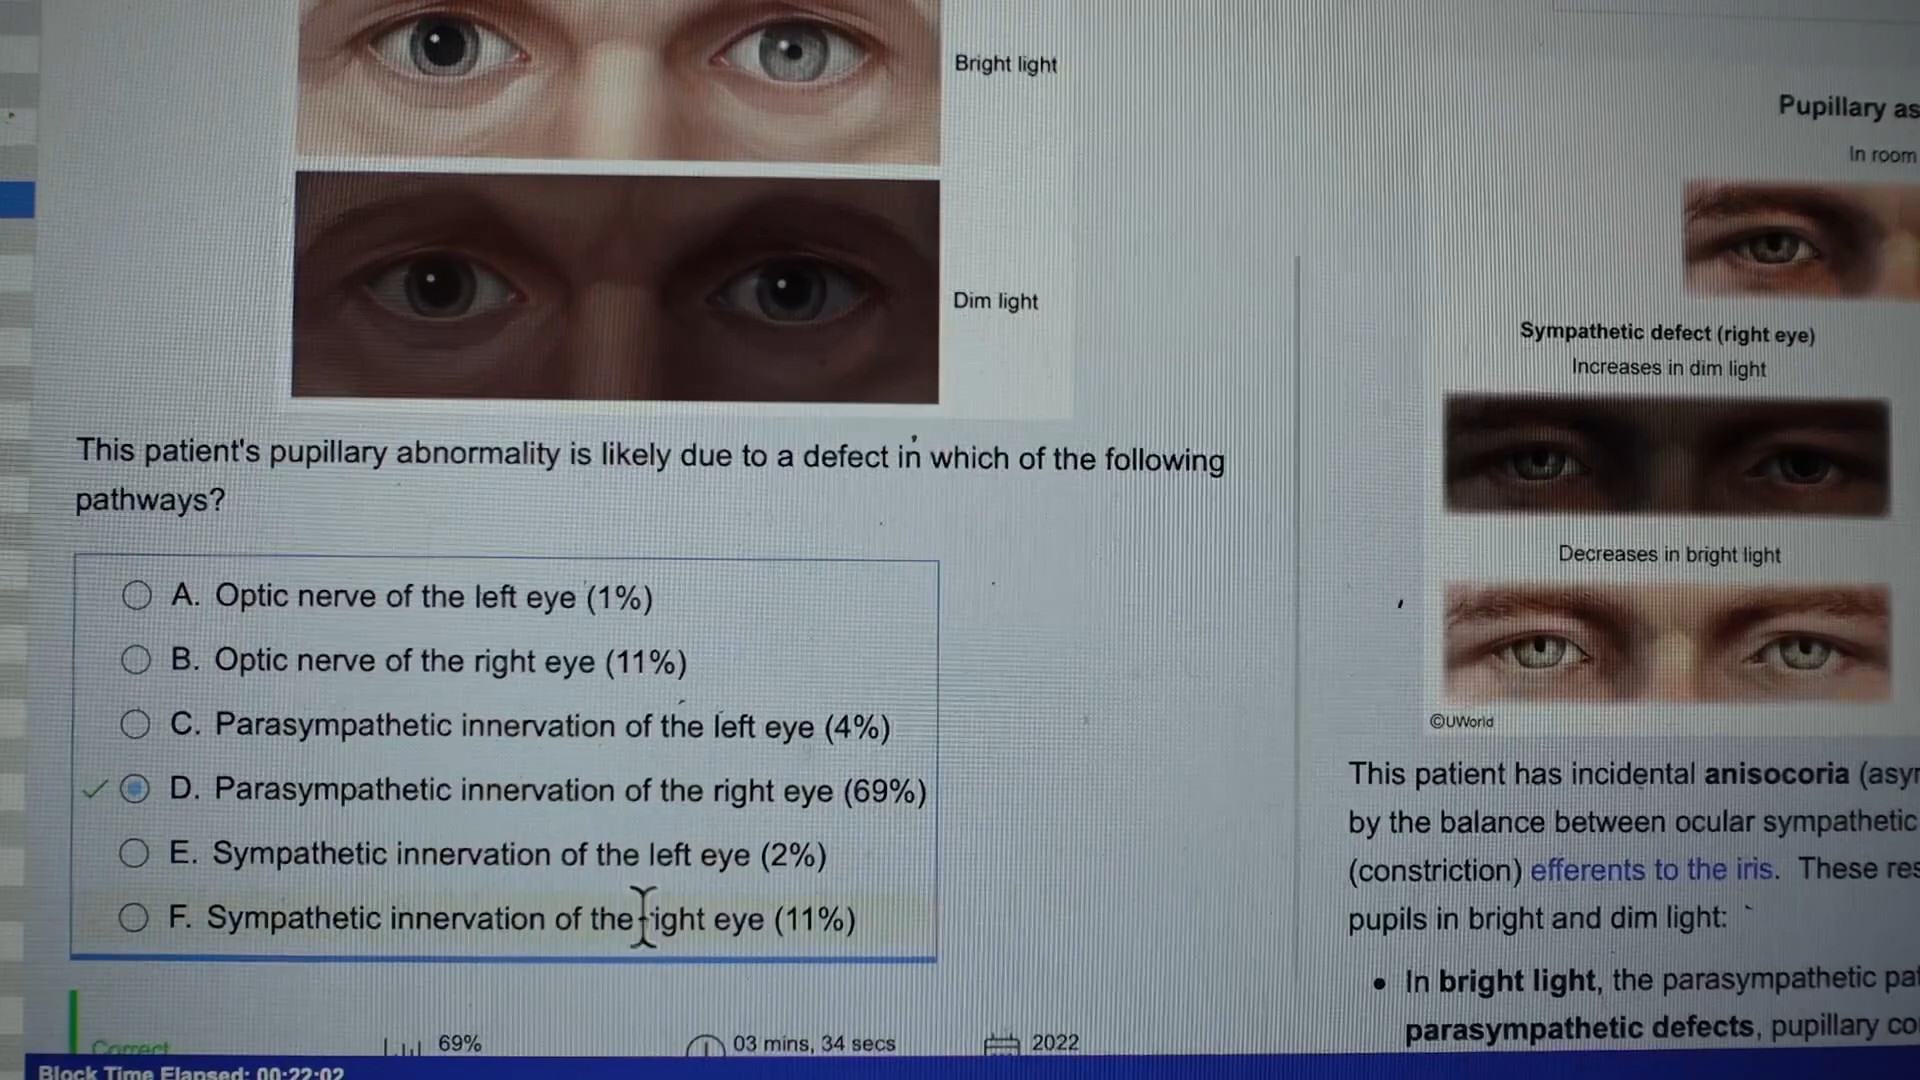 Bright light
Dim light
This patient's pupillary abnormality is likely due to a defect in which of the following
pathways?
A. Optic nerve of the left eye (1%)
B. Optic nerve of the right eye (11%)
C. Parasympathetic innervation of the left eye (4%)
D. Parasympathetic innervation of the right eye (69%)
E. Sympathetic innervation of the left eye (2%)
F. Sympathetic innervation of the right eye (11%)
Correct
69%
03 mins, 34 secs
2022
Block Time Elapsed: 00:22:02
Pupillary as
In room
Sympathetic defect (right eye)
Increases in dim light
Decreases in bright light
©UWorld
This patient has incidental anisocoria (asyr
by the balance between ocular sympathetic
(constriction) efferents to the iris. These res
pupils in bright and dim light:
• In bright light, the parasympathetic pat
parasympathetic defects, pupillary co